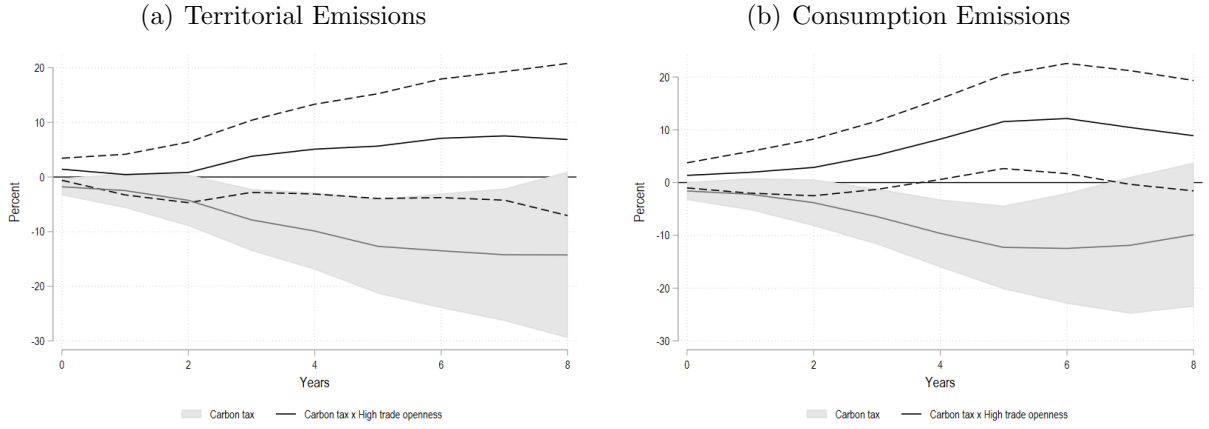 (a) Territorial Emissions
20
10
0
-10
-20
-30
Percent
0 2 4 6 8
Years
Carbon tax Carbon tax x High trade openness
(b) Consumption Emissions
20
10
0
-10
-20
-30
Percent
0 2 4 6 8
Years
Carbon tax Carbon tax x High trade openness